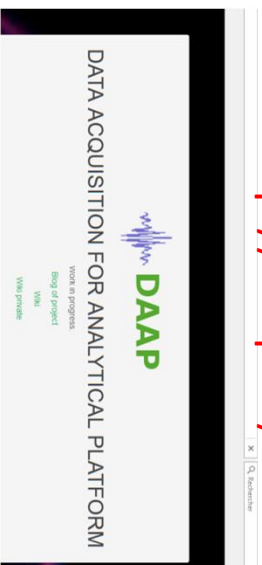 Rechercher
DAAP
DATA ACQUISITION FOR ANALYTICAL PLATFORM
Work in progress.
Blog of project
Wiki
Wiki private